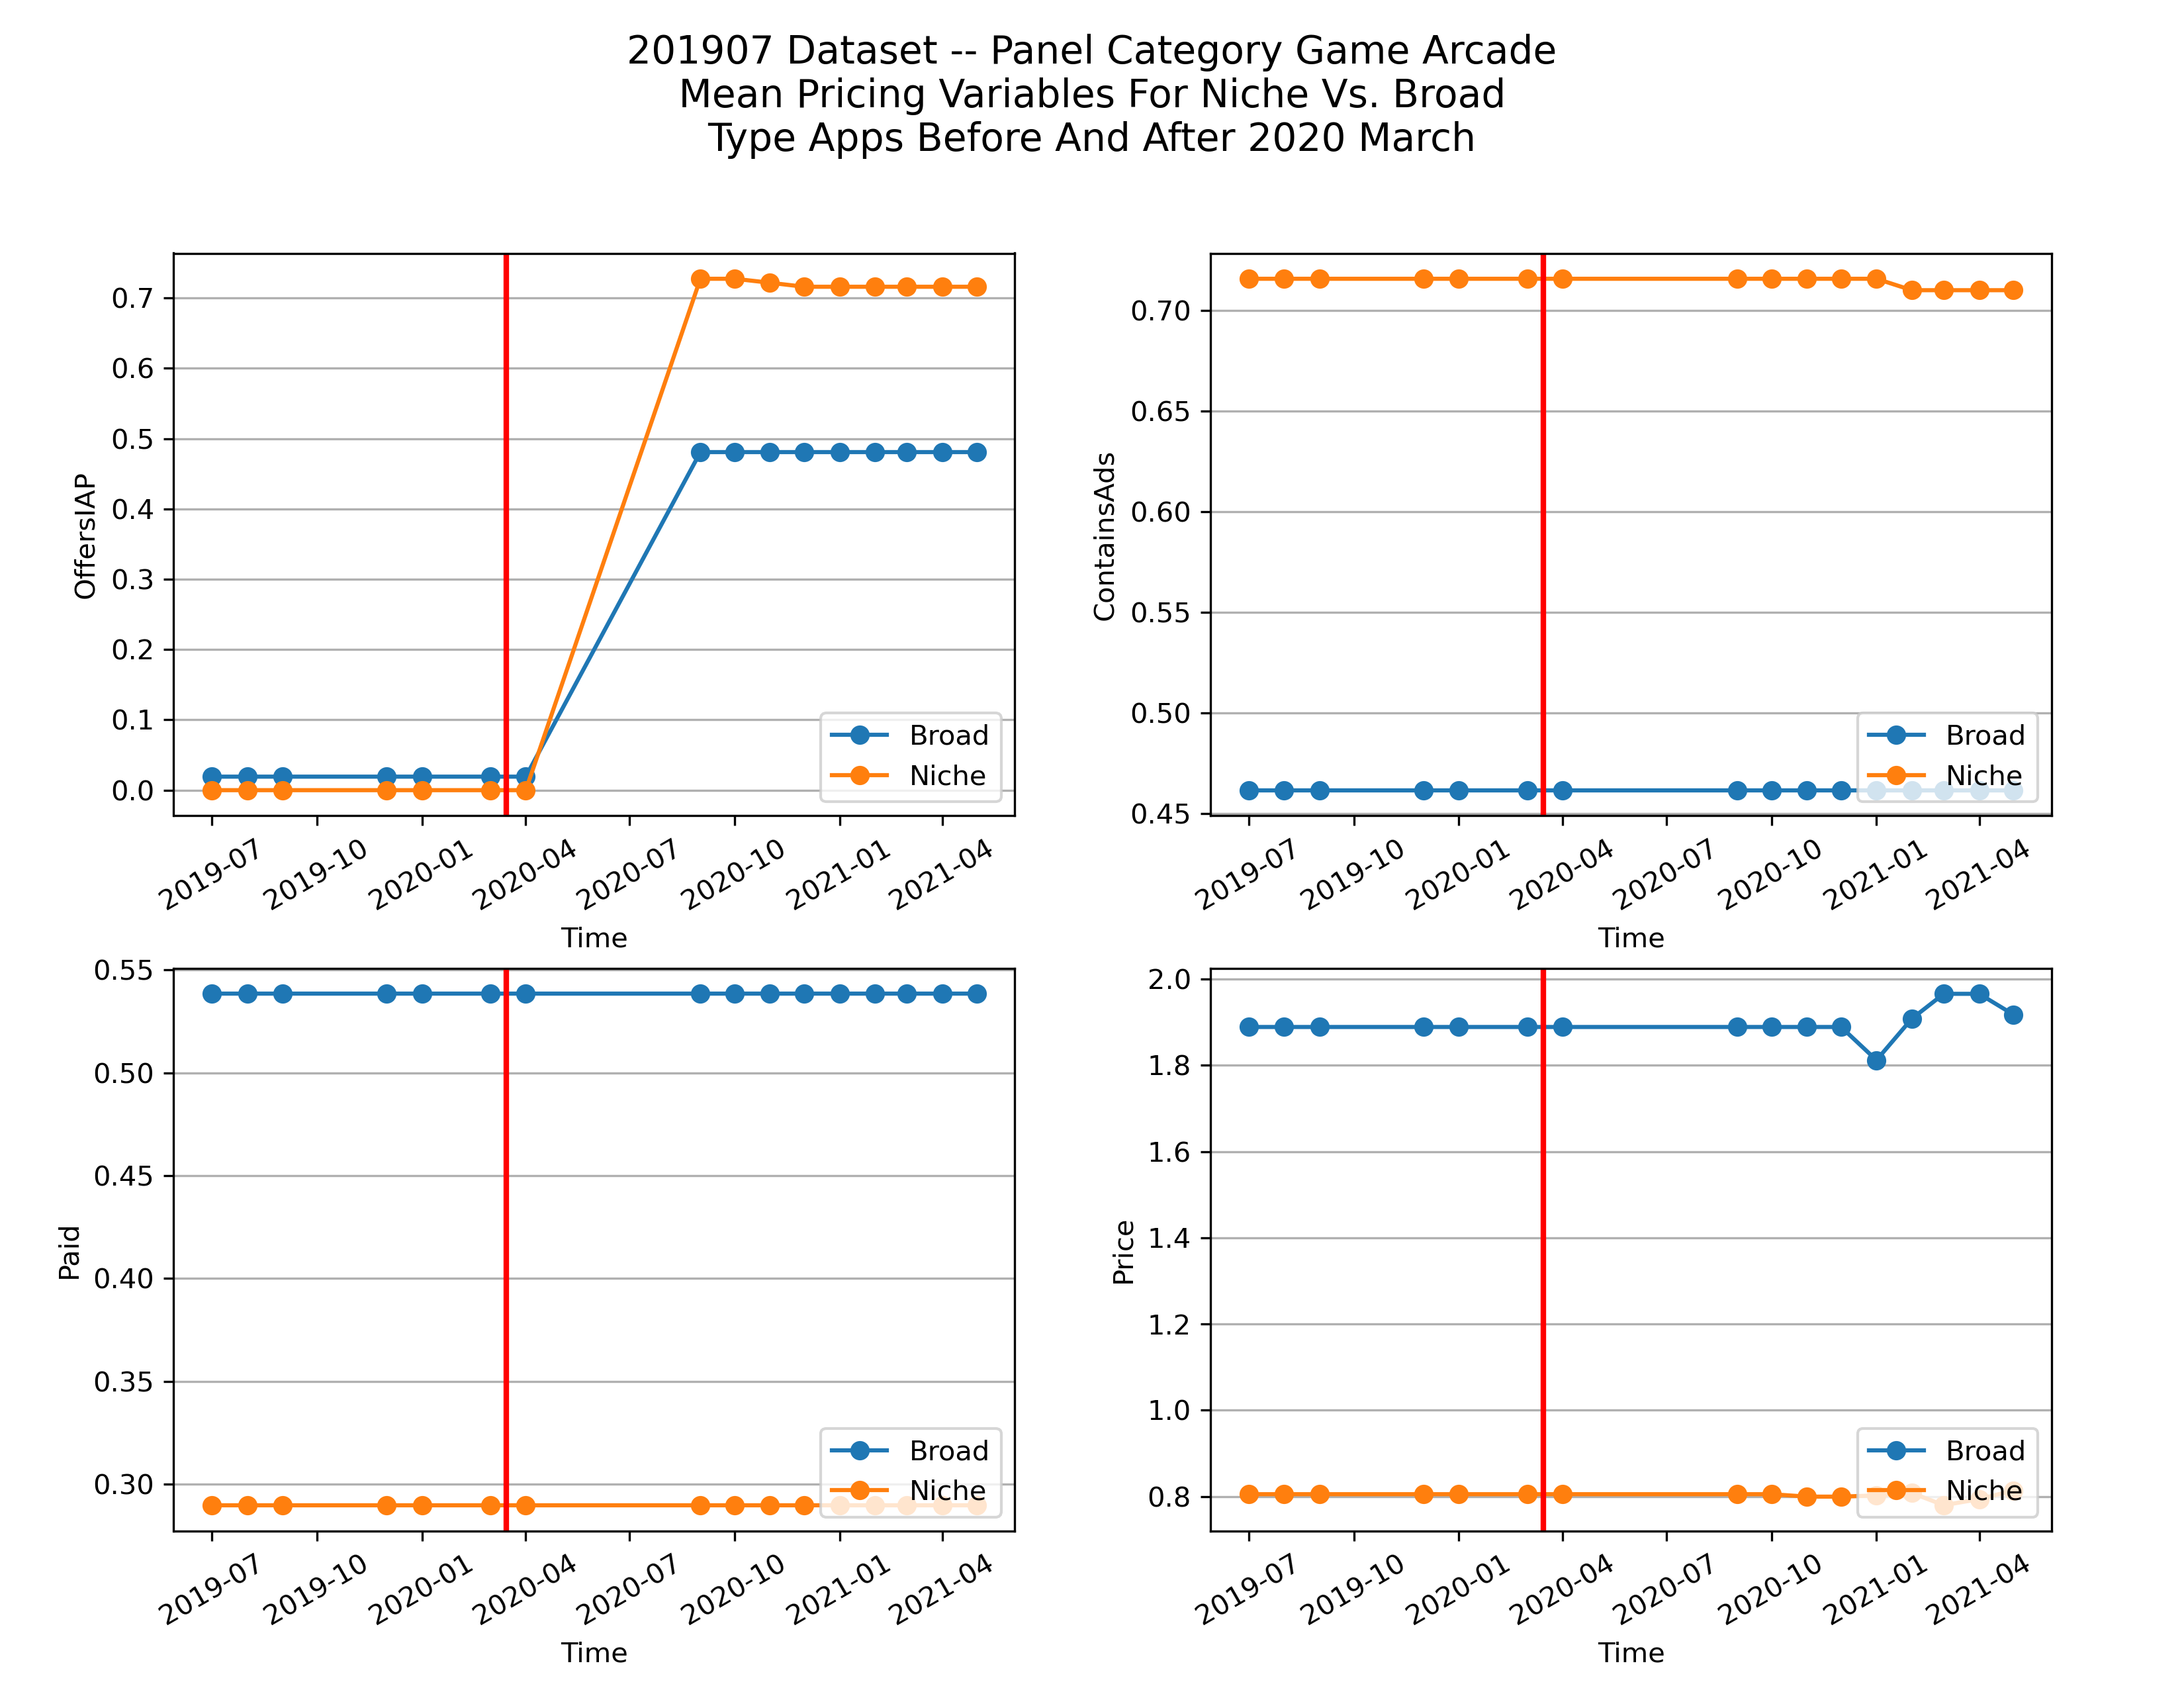 201907 Dataset -- Panel Category Game Arcade
Mean Pricing Variables For Niche Vs. Broad
Type Apps Before And After 2020 March
OffersIAP
0.7
0.6
0.5
0.4
0.3
0.2
0.1
0.0
Broad
Niche
2019-07 2019-10 2020-01 2020-04 2020-07 2020-10 2021-01 2021-04
Time
ContainsAds
0.70
0.65
0.60
0.55
0.50
0.45
Broad
Niche
2019-07 2019-10 2020-01 2020-04 2020-07 2020-10 2021-01 2021-04
Time
Paid
0.55
0.50
0.45
0.40
0.35
0.30
Broad
Niche
2019-07 2019-10 2020-01 2020-04 2020-07 2020-10 2021-01 2021-04
Time
Price
2.0
1.8
1.6
1.4
1.2
1.0
0.8
Broad
Niche
2019-07 2019-10 2020-01 2020-04 2020-07 2020-10 2021-01 2021-04
Time